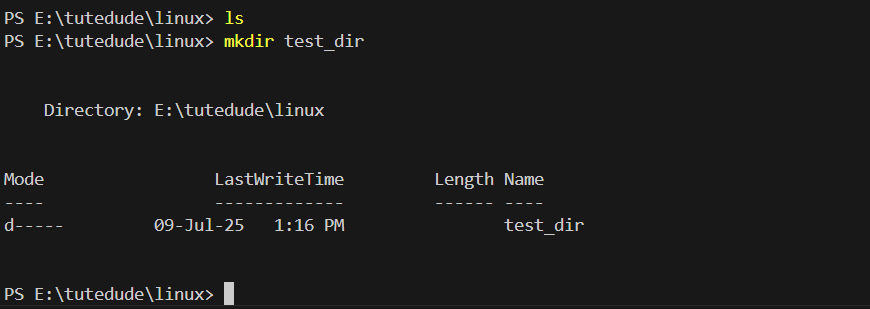 PS E:\tutedude\linux> ls
PS E:\tutedude\linux> mkdir test_dir
    Directory: E:\tutedude\linux
Mode                 LastWriteTime         Length Name
----                 -------------         ------ ----
d-----         09-Jul-25   1:16 PM                test_dir
PS E:\tutedude\linux>